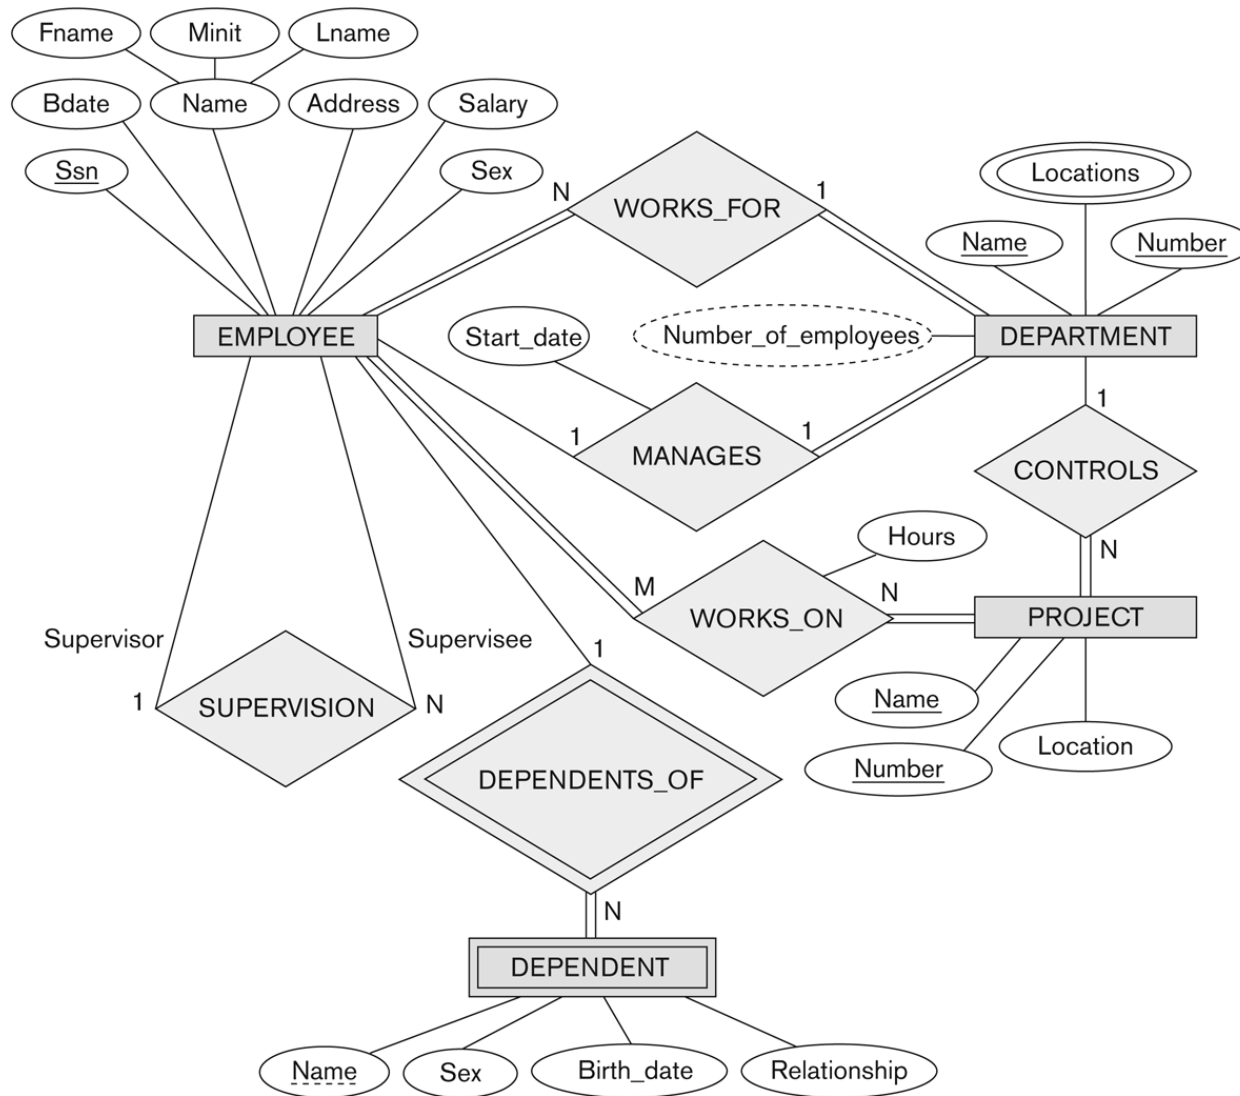 Fname
Minit
Lname
Bdate
Name
Address
Salary
Ssn
Sex
N
WORKS_FOR
1
Locations
Name
Number
EMPLOYEE
Start_date
Number_of_employees
DEPARTMENT
1
MANAGES
1
1
CONTROLS
N
Hours
M
WORKS_ON
N
PROJECT
Supervisor
Supervisee
1
SUPERVISION
N
1
Name
Number
Location
DEPENDENTS_OF
N
DEPENDENT
Name
Sex
Birth_date
Relationship